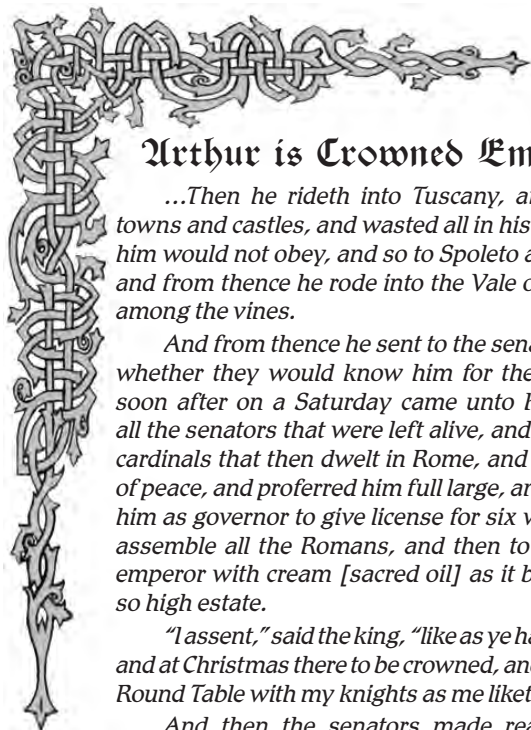 Arthur is Crowned Em
…Then he rideth into Tuscany, a
towns and castles, and wasted all in his
him would not obey, and so to Spoleto a
and from thence he rode into the Vale o
among the vines.
And from thence he sent to the sena
whether they would know him for the
soon after on a Saturday came unto h
all the senators that were left alive, and
cardinals that then dwelt in Rome, and
of peace, and proferred him full large, an
him as governor to give license for six w
assemble all the Romans, and then to
emperor with cream [sacred oil] as it b
so high estate.
“I assent,” said the king, “like as ye ha
and at Christmas there to be crowned, and
Round Table with my knights as me liket
And then the senators made rea